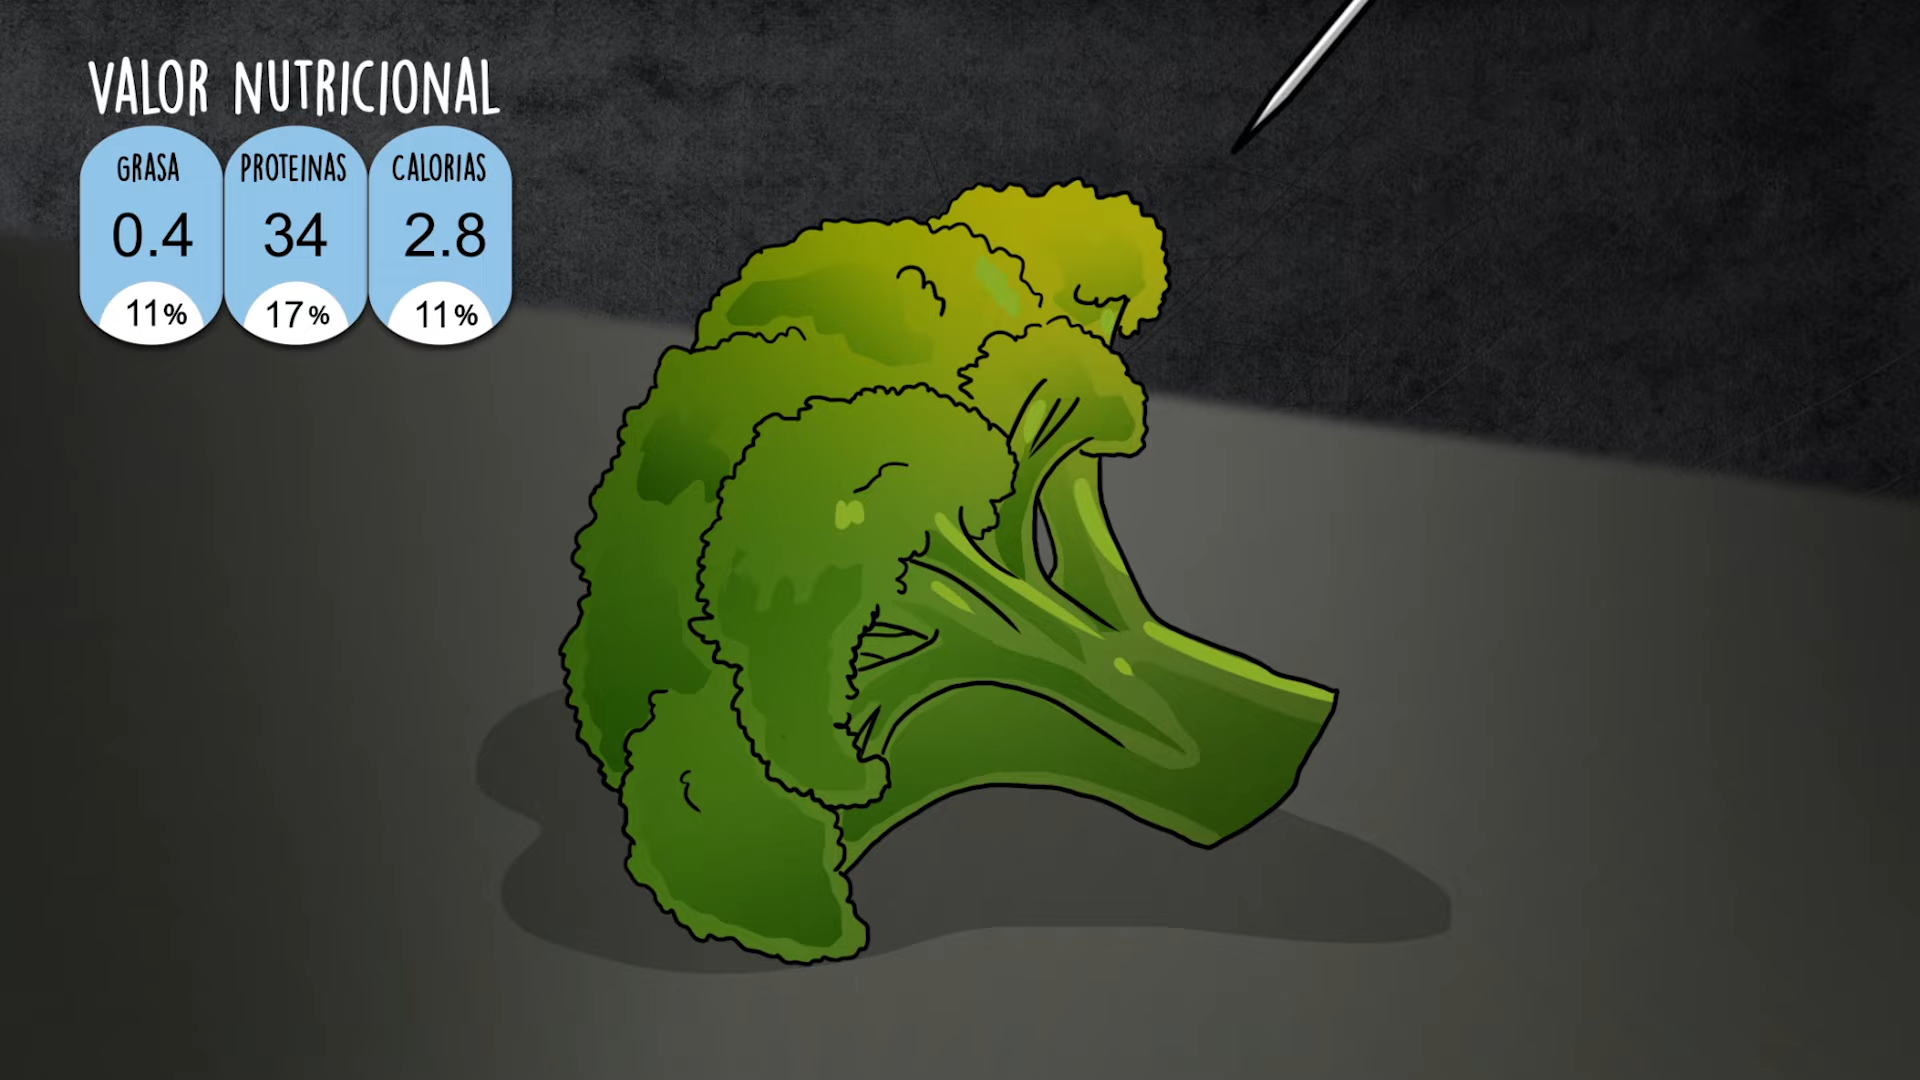 VALOR NUTRICIONAL
GRASA PROTEINAS CALORIAS
0.4 34 2.8
11% 17% 11%